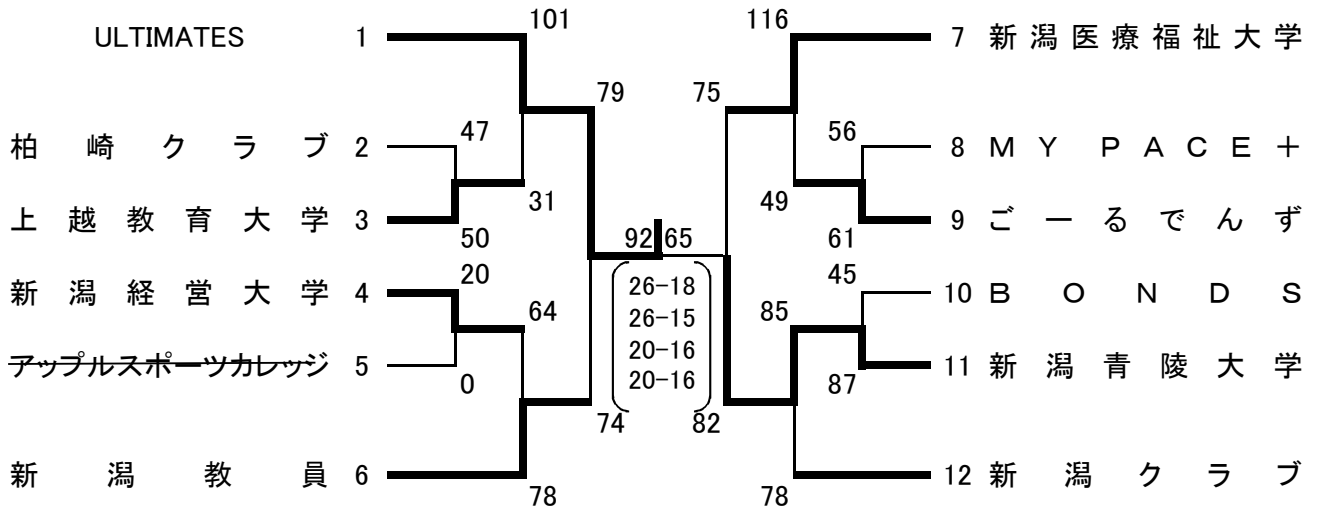 101 116
ULTIMATES 1 7 新潟医療福祉大学
79 75
47 56
柏崎クラブ 2 8 ＭＹ ＰＡＣＥ＋
31 49
上越教育大学 3 9 ごーるでんず
50 92 65 61
20 45
新潟経営大学 4 26-18 10 ＢＯＮＤＳ
64 26-15 85
20-16
アップルスポーツカレッジ 5 11 新潟青陵大学
0 20-16 87
74 82
新潟教員 6 12 新潟クラブ
78 78